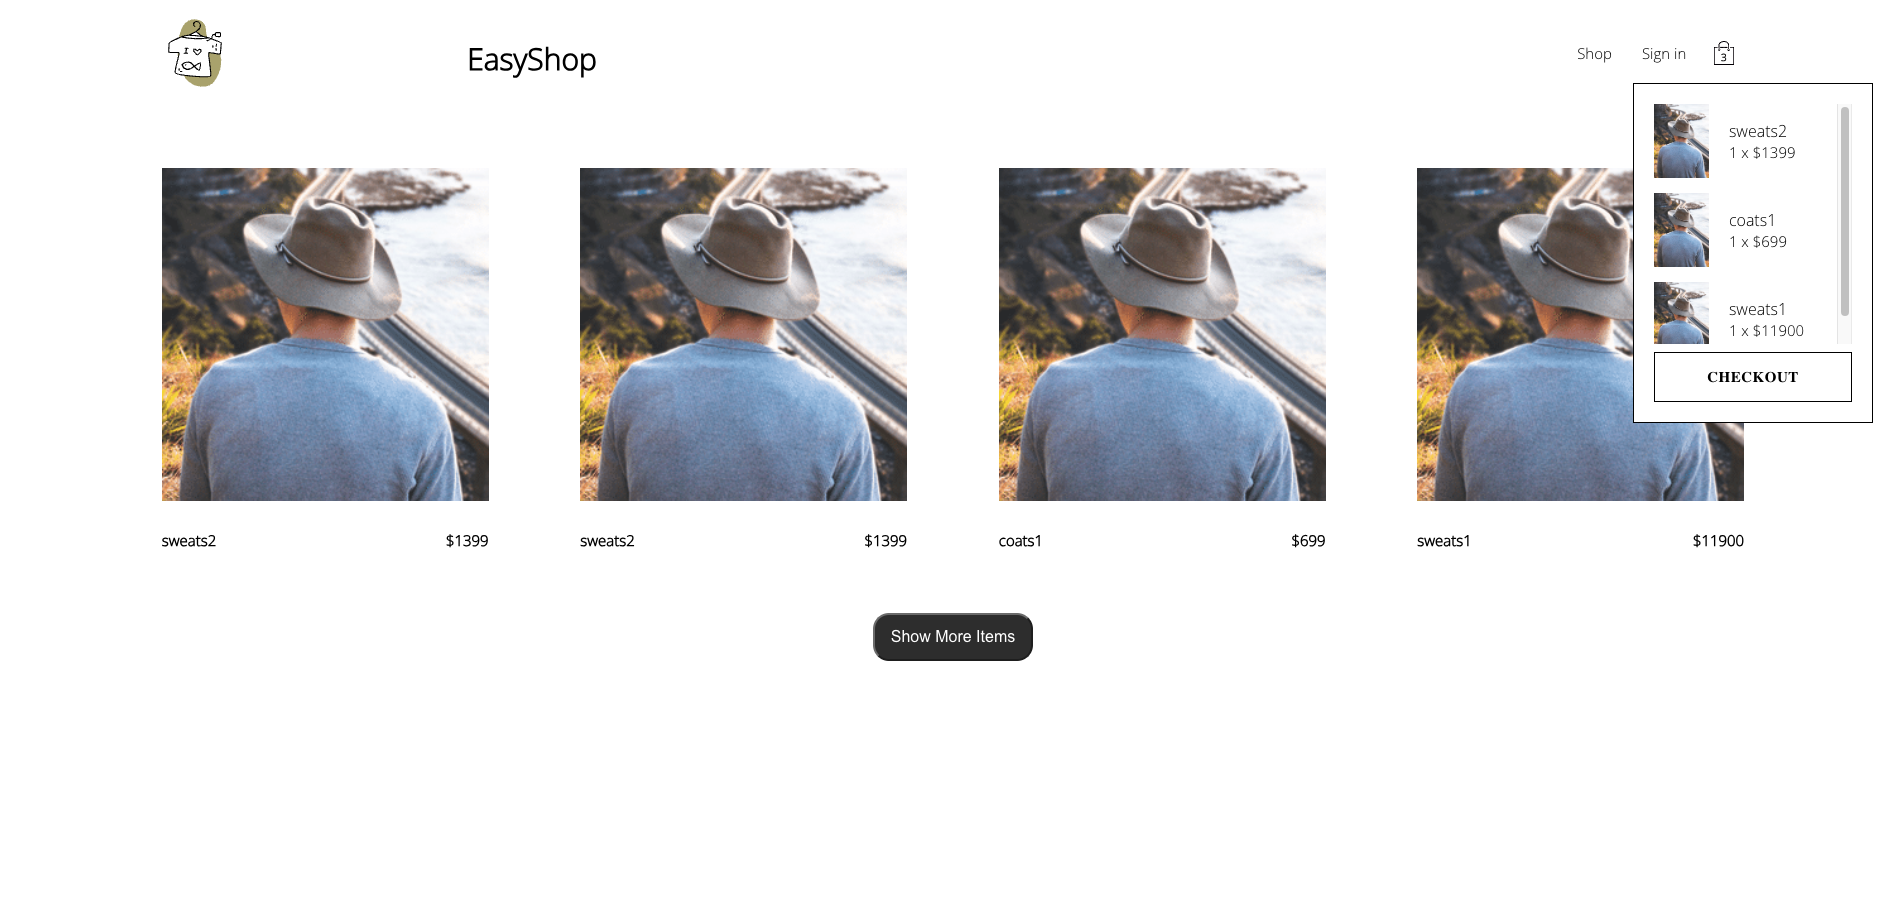 I
EasyShop
Shop
Sign in
3
sweats2
1 x $1399
coats1
1 x $699
sweats1
1 x $11900
CHECKOUT
sweats2 $1399
sweats2 $1399
coats1 $699
sweats1 $11900
Show More Items